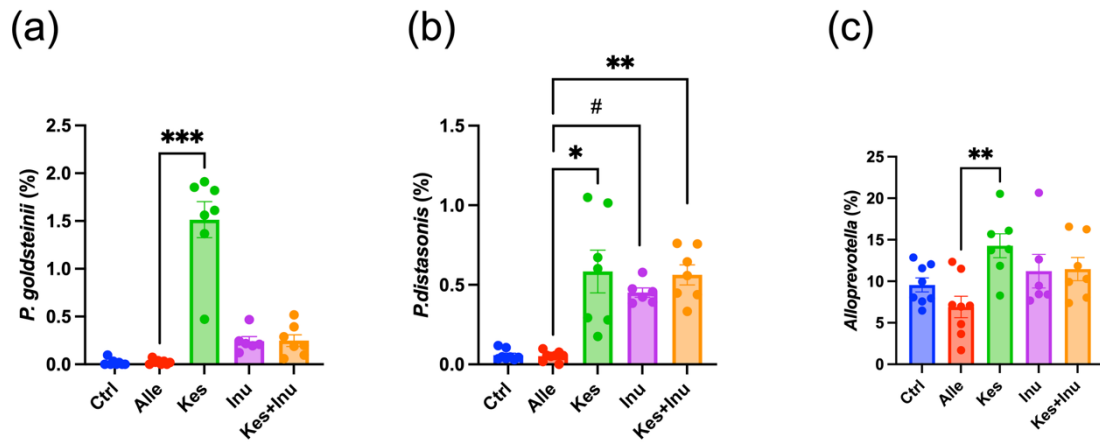 (a)
P. goldsteinii (%)
2.5
2.0
1.5
1.0
0.5
0.0
***
Ctrl
Alle
Kes
Inu
Kes+Inu
(b)
P.distasonis (%)
1.5
1.0
0.5
0.0
**
#
*
Ctrl
Alle
Kes
Inu
Kes+Inu
(c)
Alloprevotella (%)
25
20
15
10
5
0
**
Ctrl
Alle
Kes
Inu
Kes+Inu